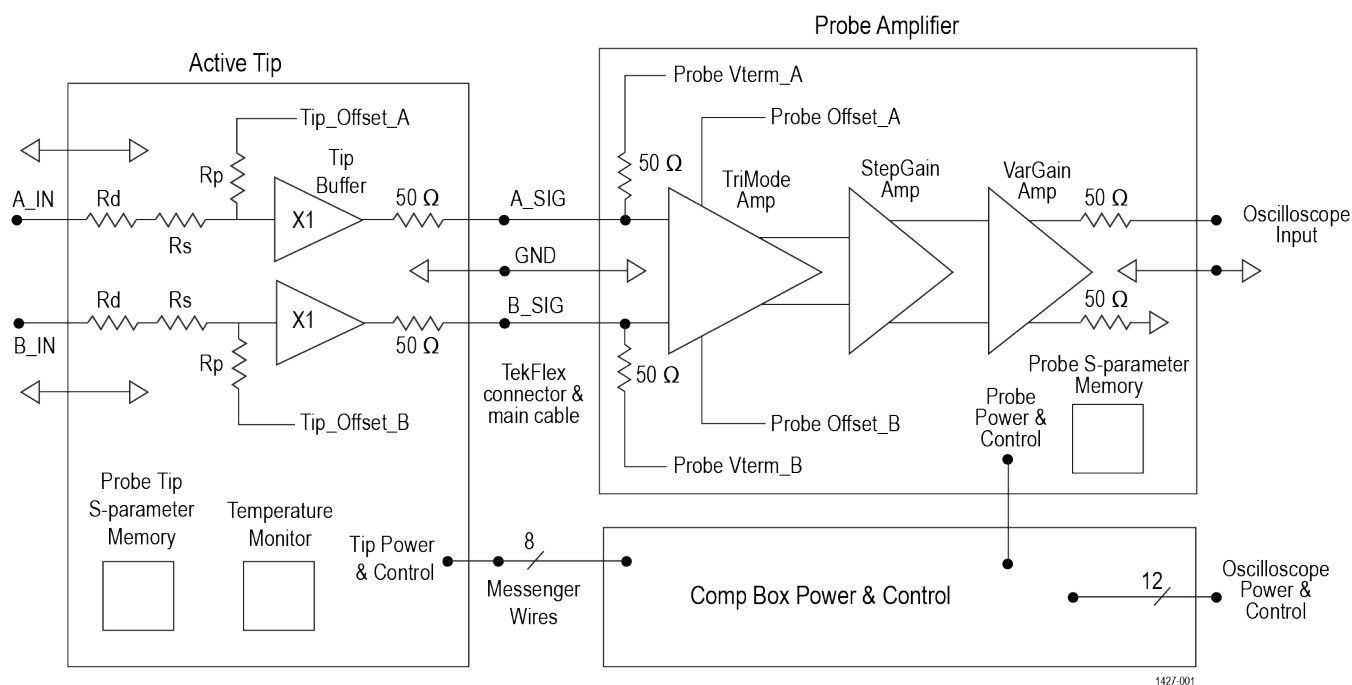 Probe Amplifier
Active Tip
Probe Vterm_A
Tip_Offset_A
Probe Offset_A
Rp
Tip
Buffer
50 Ω
TriMode
Amp
StepGain
Amp
VarGain
Amp
A_IN
Rd
Rs
X1
50 Ω
A_SIG
50 Ω
Oscilloscope
Input
GND
Rd
Rs
X1
B_SIG
50 Ω
B_IN
Rp
50 Ω
50 Ω
TekFlex
connector &
main cable
Tip_Offset_B
Probe Offset_B
Probe Vterm_B
Probe S-parameter
Memory
Probe
Power &
Control
Probe Tip
S-parameter
Memory
Temperature
Monitor
Tip Power
& Control
8
Messenger
Wires
Comp Box Power & Control
12
Oscilloscope
Power &
Control
1427-001